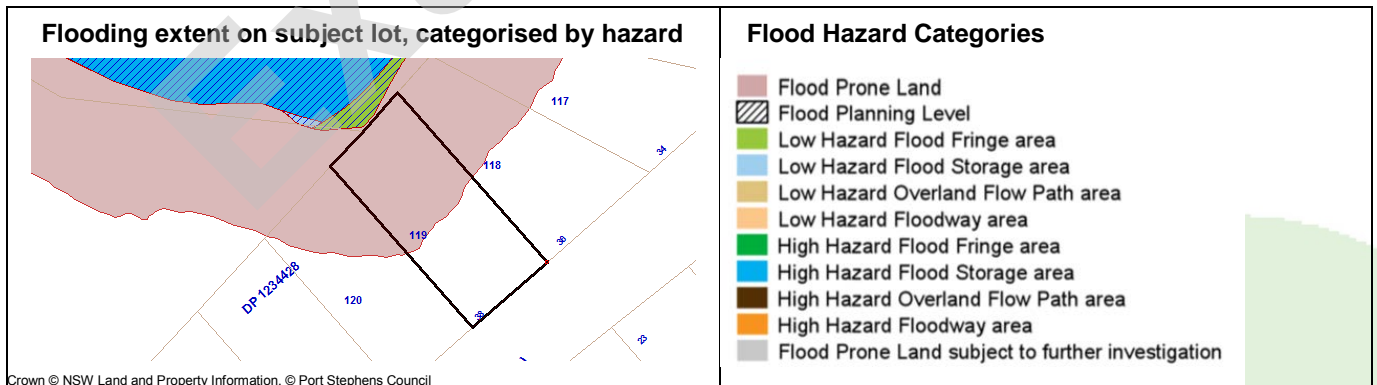 Flooding extent on subject lot, categorised by hazard
117
34
118
119
36
DP 1234428
120
38
23
Crown © NSW Land and Property Information, © Port Stephens Council
Flood Hazard Categories
Flood Prone Land
Flood Planning Level
Low Hazard Flood Fringe area
Low Hazard Flood Storage area
Low Hazard Overland Flow Path area
Low Hazard Floodway area
High Hazard Flood Fringe area
High Hazard Flood Storage area
High Hazard Overland Flow Path area
High Hazard Floodway area
Flood Prone Land subject to further investigation